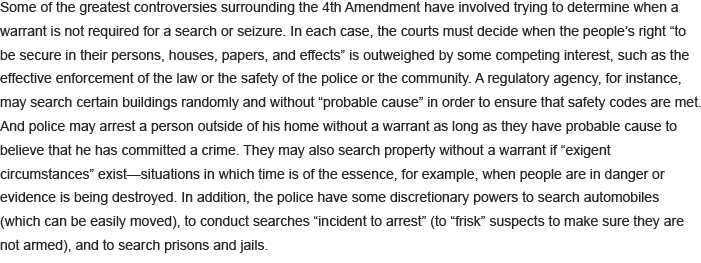 Some of the greatest controversies surrounding the 4th Amendment have involved trying to determine when a
warrant is not required for a search or seizure. In each case, the courts must decide when the people’s right “to
be secure in their persons, houses, papers, and effects” is outweighed by some competing interest, such as the
effective enforcement of the law or the safety of the police or the community. A regulatory agency, for instance,
may search certain buildings randomly and without “probable cause” in order to ensure that safety codes are met.
And police may arrest a person outside of his home without a warrant as long as they have probable cause to
believe that he has committed a crime. They may also search property without a warrant if “exigent
circumstances” exist—situations in which time is of the essence, for example, when people are in danger or
evidence is being destroyed. In addition, the police have some discretionary powers to search automobiles
(which can be easily moved), to conduct searches “incident to arrest” (to “frisk” suspects to make sure they are
not armed), and to search prisons and jails.